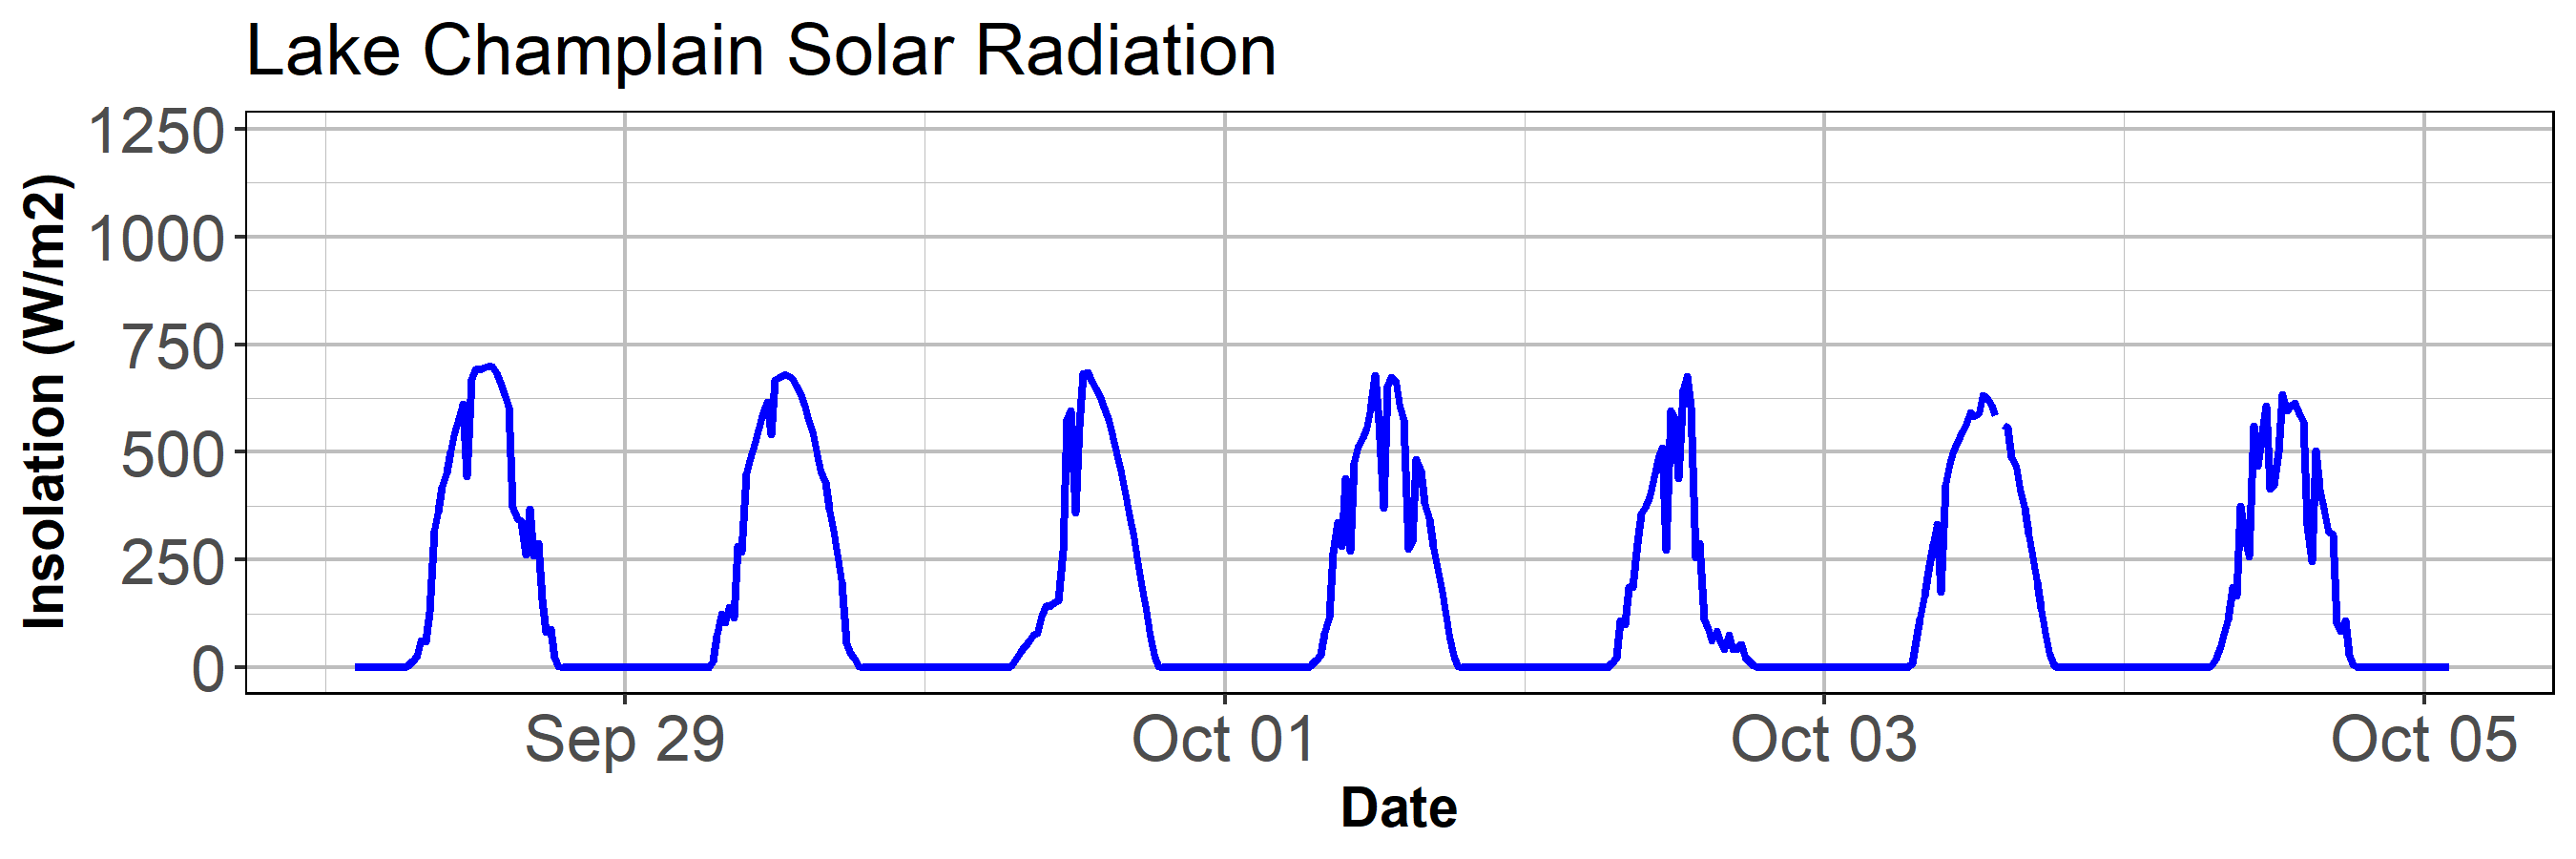 Lake Champlain Solar Radiation
1250
1000
750
500
250
0
Insolation (W/m2)
Sep 29 Oct 01 Oct 03 Oct 05
Date